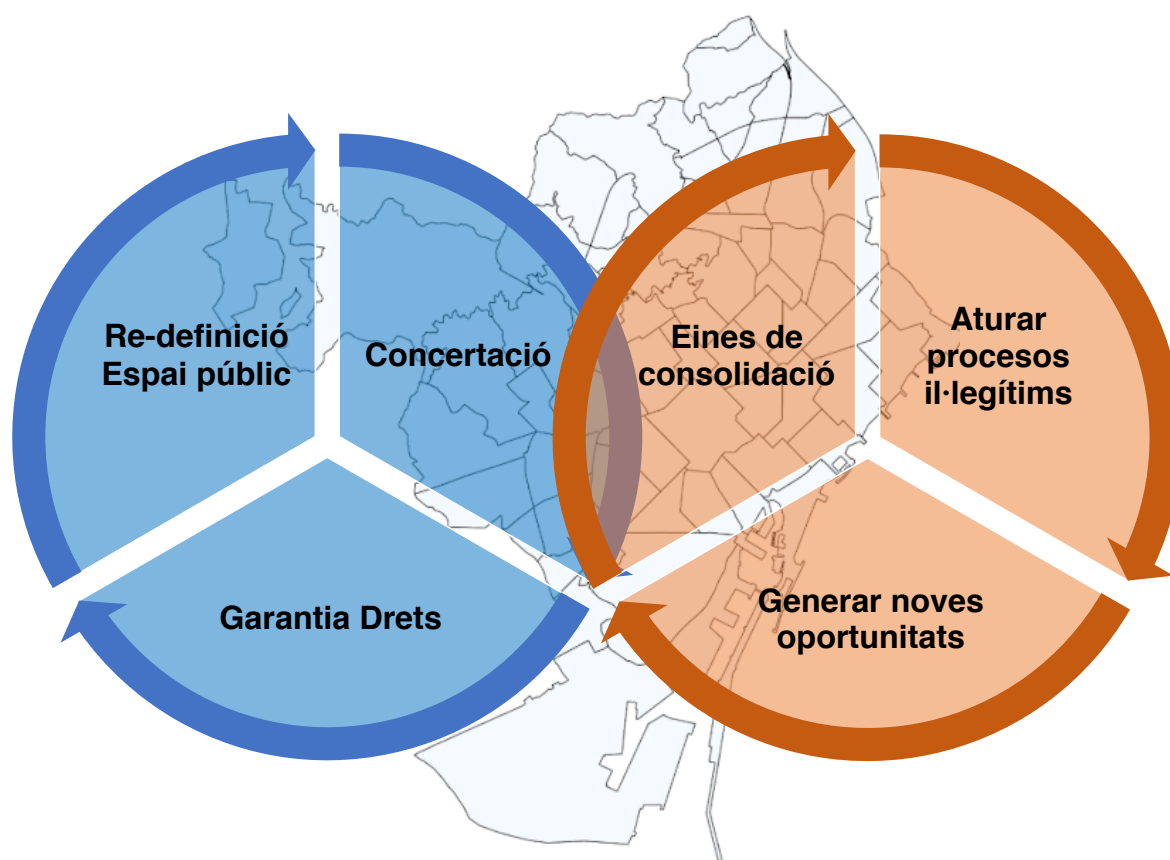 Re-definició
Espai públic
Concertació
Garantia Drets
Eines de
consolidació
Aturar
procesos
il·legítims
Generar noves
oportunitats